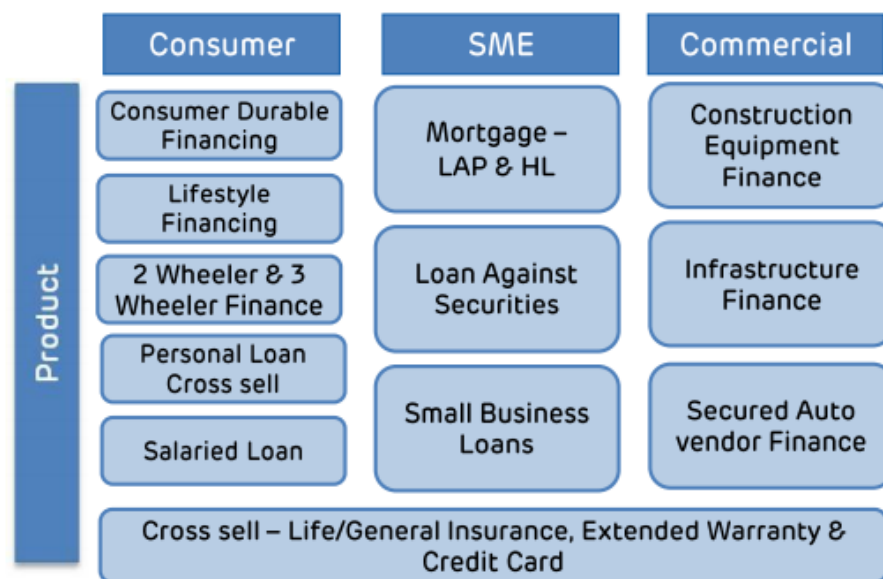 Consumer
SME
Commercial
Product
Consumer Durable
Financing
Lifestyle
Financing
2 Wheeler & 3
Wheeler Finance
Personal Loan
Cross sell
Salaried Loan
Mortgage –
LAP & HL
Loan Against
Securities
Small Business
Loans
Construction
Equipment
Finance
Infrastructure
Finance
Secured Auto
vendor Finance
Cross sell – Life/General Insurance, Extended Warranty &
Credit Card